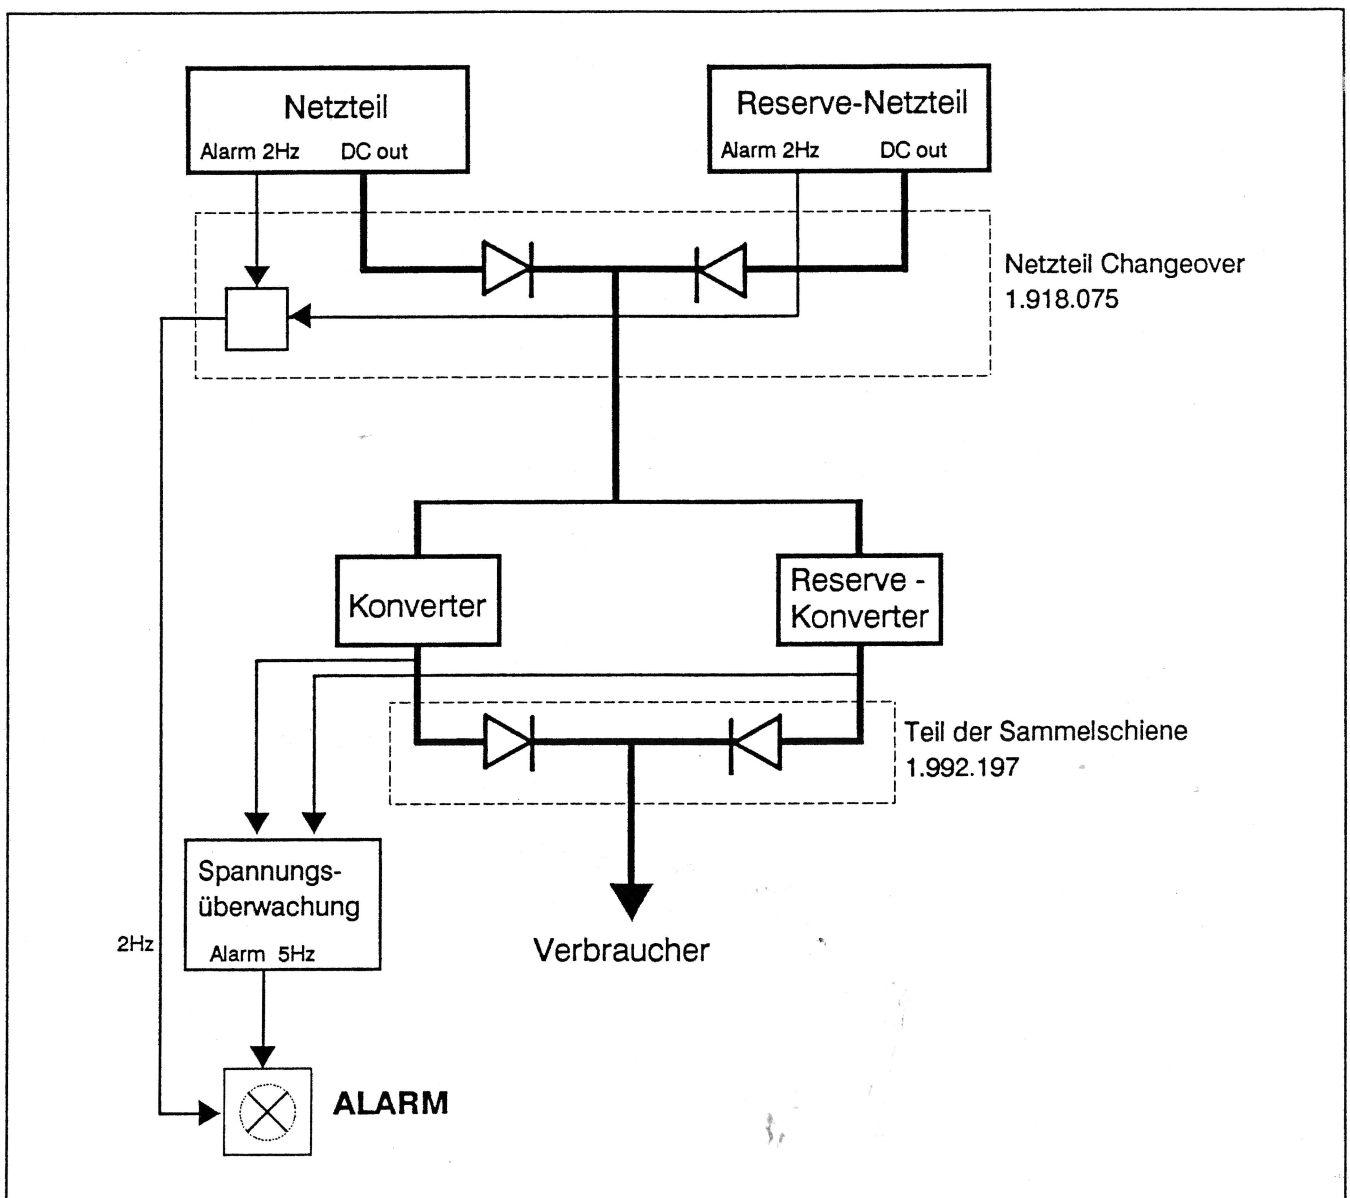 Netzteil
Alarm 2Hz DC out
Reserve-Netzteil
Alarm 2Hz DC out
Netzteil Changeover
1.918.075
Konverter
Reserve -
Konverter
Teil der Sammelschiene
1.992.197
Spannungs-
überwachung
Alarm 5Hz
2Hz
Verbraucher
ALARM